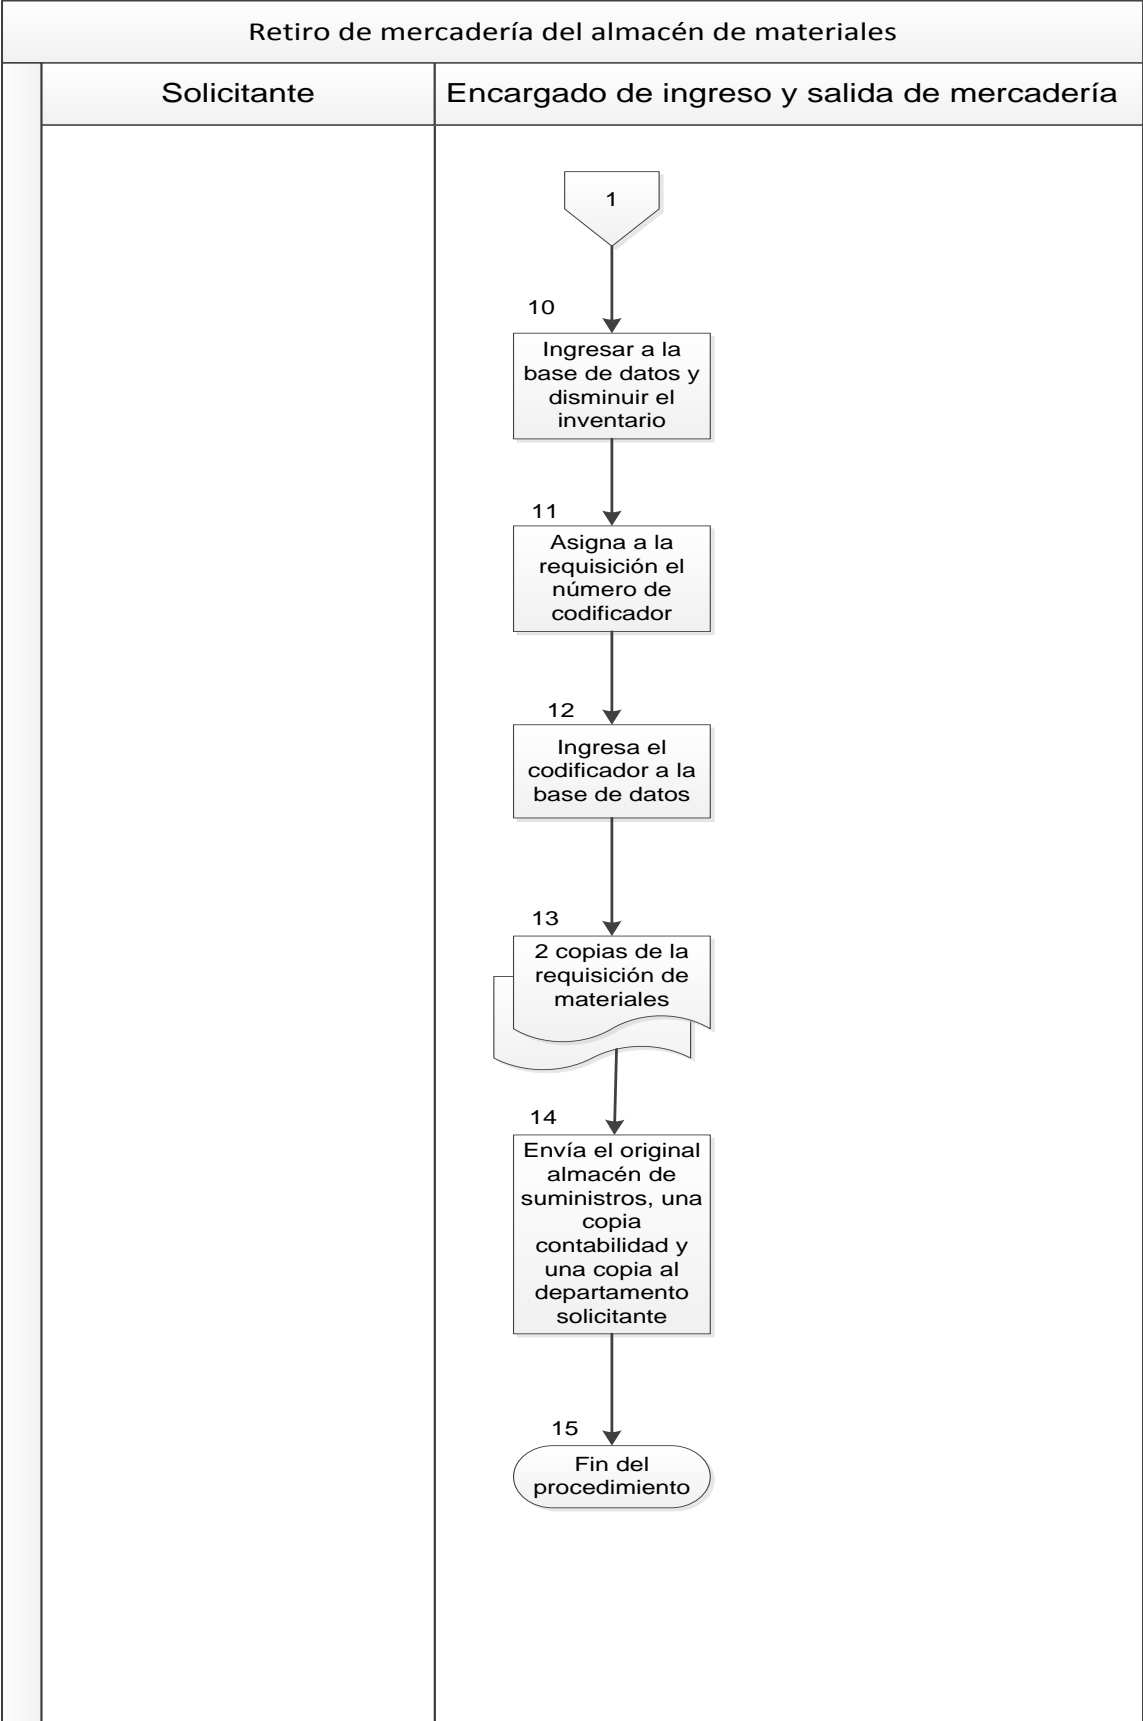 Retiro de mercadería del almacén de materiales
Solicitante
Encargado de ingreso y salida de mercadería
1
10
Ingresar a la
base de datos y
disminuir el
inventario
11
Asigna a la
requisición el
número de
codificador
12
Ingresa el
codificador a la
base de datos
13
2 copias de la
requisición de
materiales
14
Envía el original
almacén de
suministros, una
copia
contabilidad y
una copia al
departamento
solicitante
15
Fin del
procedimiento